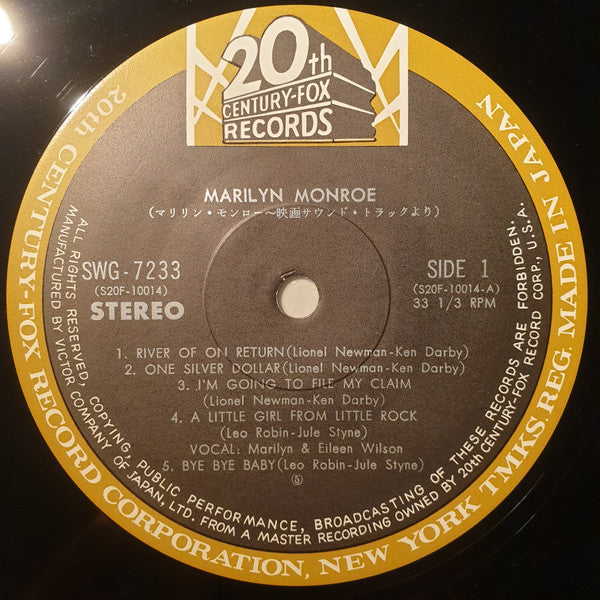 20th
CENTURY-FOX
RECORDS
MARILYN MONROE
(マリリン・モンロー〜映画サウンド・トラックより)
SWG-7233
(S20F-10014)
STEREO
SIDE 1
(S20F-10014-A)
33 1/3 RPM
1. RIVER OF ON RETURN (Lionel Newman-Ken Darby)
2. ONE SILVER DOLLAR (Lionel Newman-Ken Darby)
3. I'M GOING TO FILE MY CLAIM
(Lionel Newman-Ken Darby)
4. A LITTLE GIRL FROM LITTLE ROCK
(Leo Robin-Jule Styne)
VOCAL: Marilyn & Eileen Wilson
5. BYE BYE BABY (Leo Robin-Jule Styne)
5
ALL RIGHTS RESERVED, COPYING, PUBLIC PERFORMANCE, BROADCASTING OF THESE RECORDS ARE FORBIDDEN.
MANUFACTURED BY VICTOR COMPANY OF JAPAN, LTD. FROM A MASTER RECORDING OWNED BY 20th CENTURY-FOX RECORD CORP., U.S.A.
20th CENTURY-FOX RECORD CORPORATION, NEW YORK TMKS. REG. MADE IN JAPAN